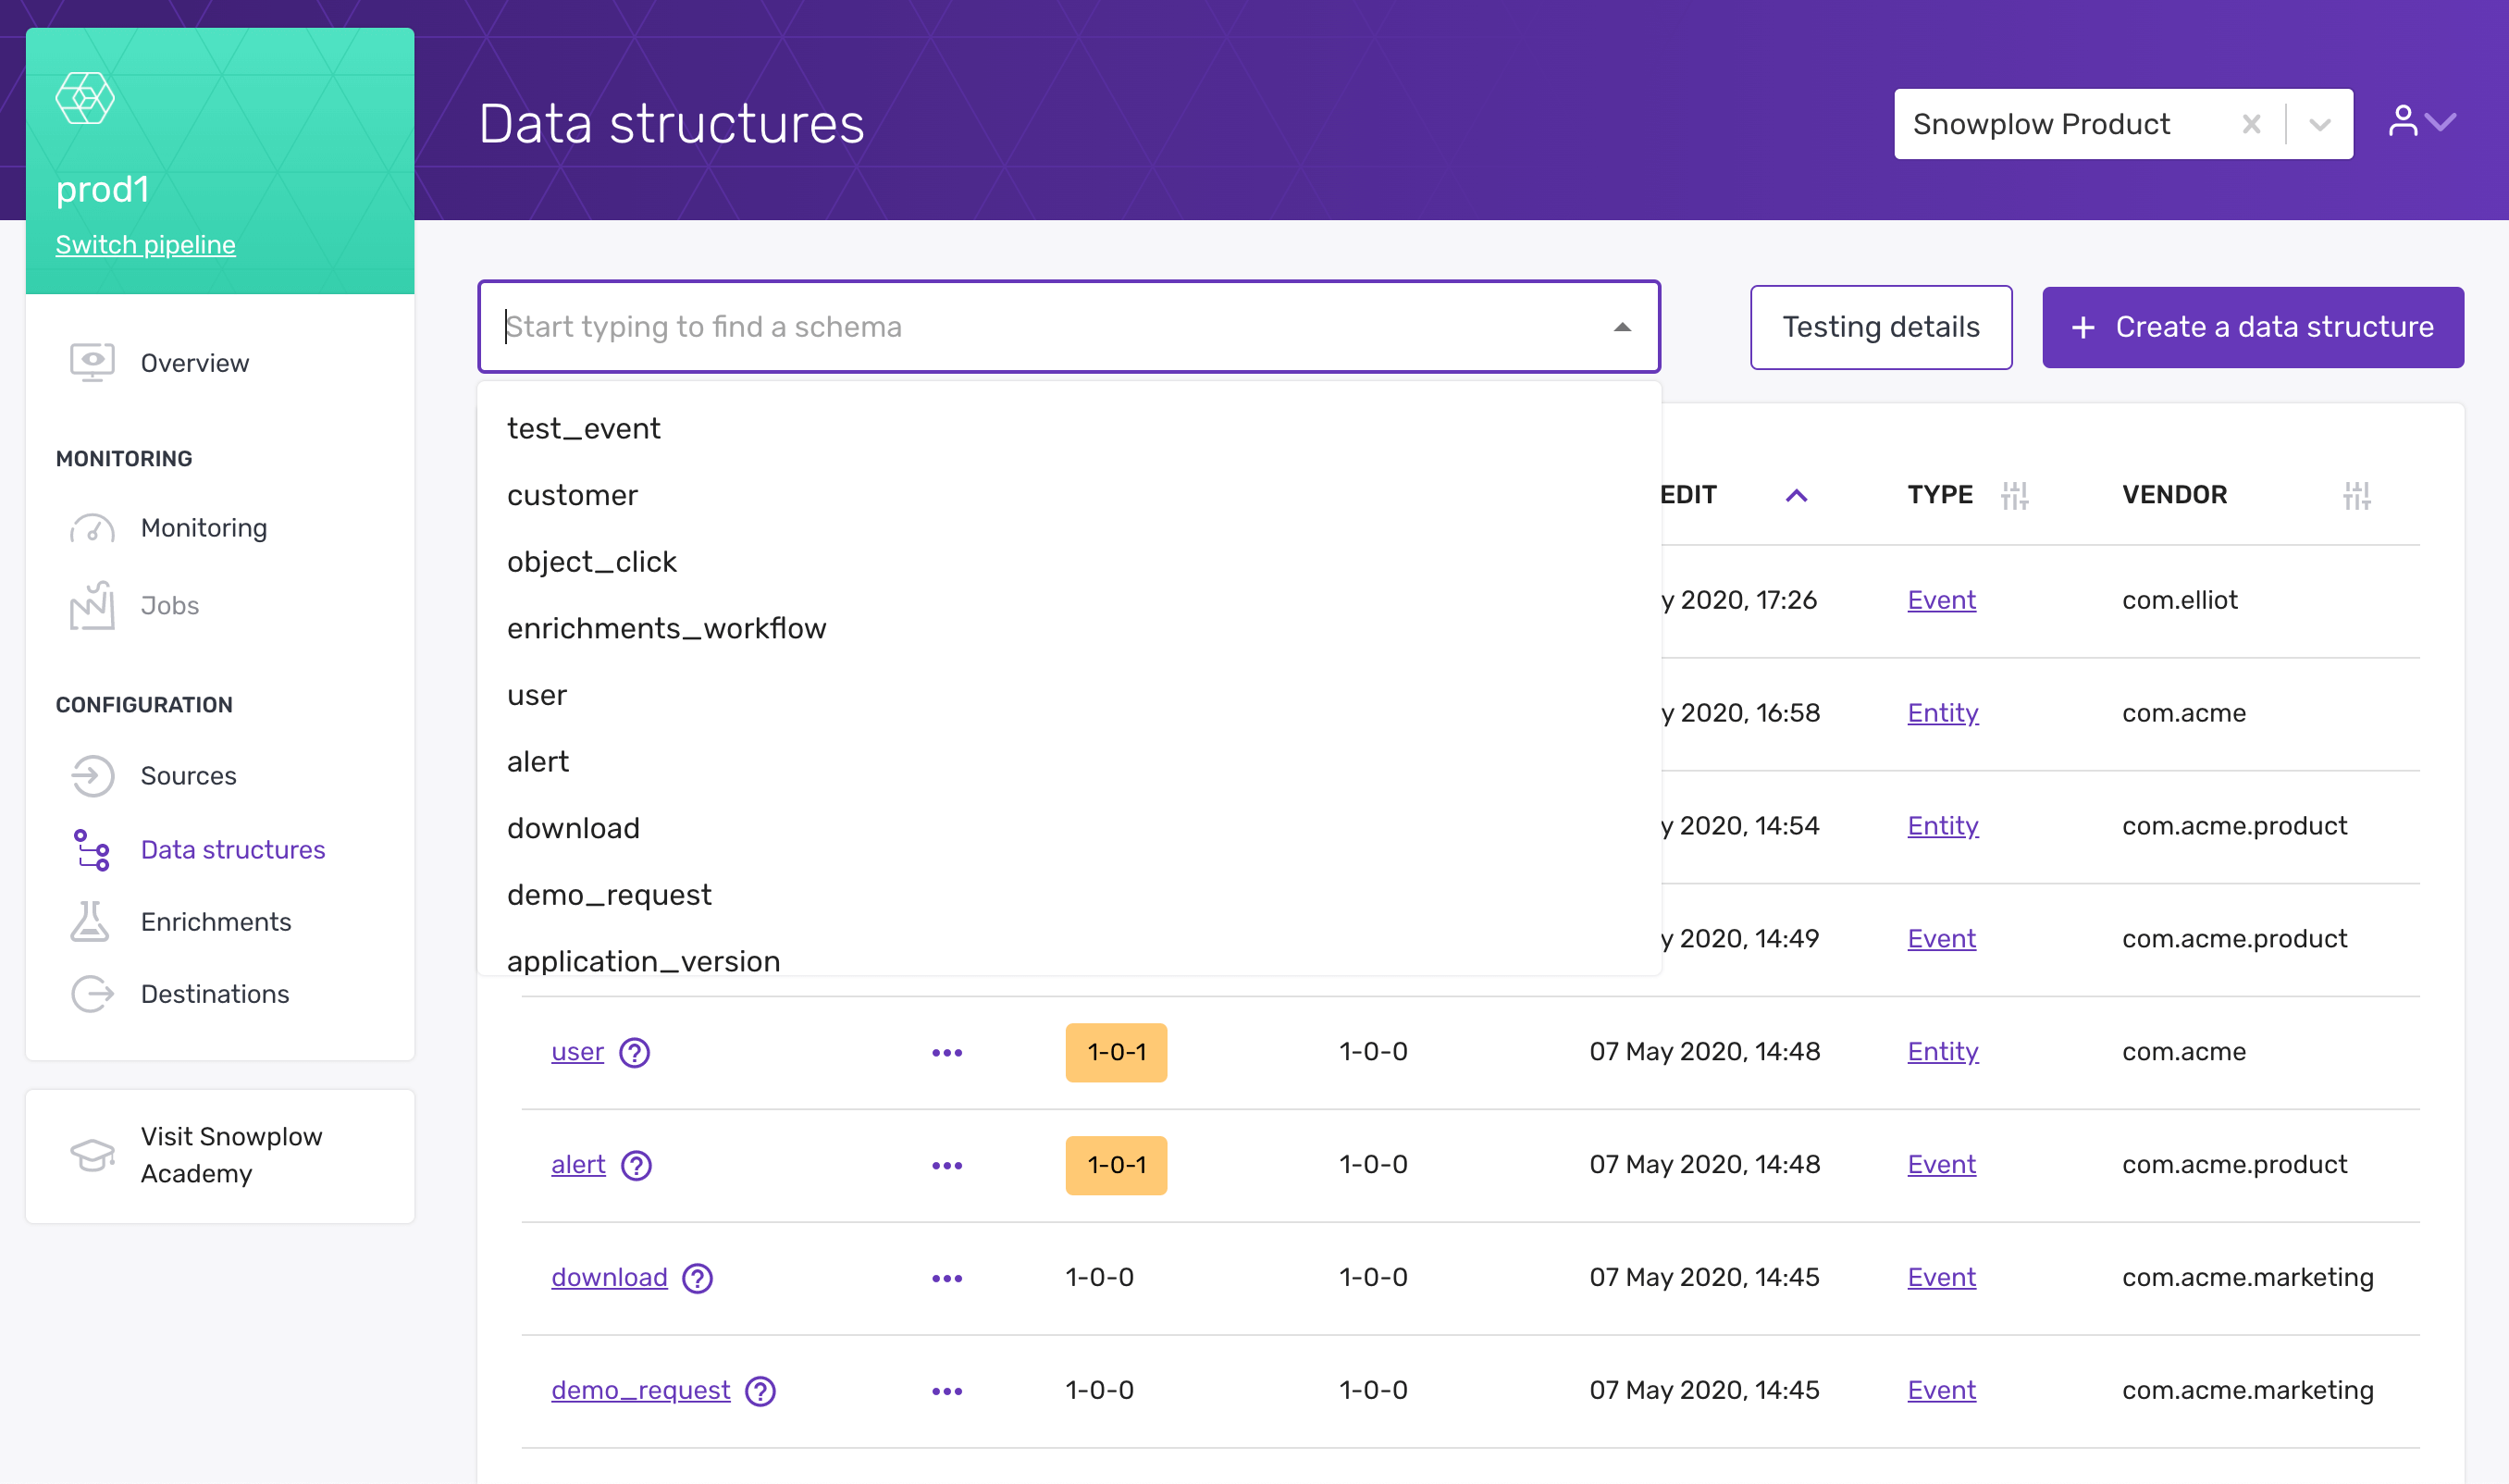 prod1
Switch pipeline
Overview
MONITORING
Monitoring
Jobs
CONFIGURATION
Sources
Data structures
Enrichments
Destinations
Visit Snowplow
Academy
Data structures
Snowplow Product
Start typing to find a schema
Testing details
+ Create a data structure
test_event
customer
object_click
enrichments_workflow
user
alert
download
demo_request
application_version
EDIT TYPE VENDOR
y 2020, 17:26 Event com.elliot
y 2020, 16:58 Entity com.acme
y 2020, 14:54 Entity com.acme.product
y 2020, 14:49 Event com.acme.product
user ? ••• 1-0-1 1-0-0 07 May 2020, 14:48 Entity com.acme
alert ? ••• 1-0-1 1-0-0 07 May 2020, 14:48 Event com.acme.product
download ? ••• 1-0-0 1-0-0 07 May 2020, 14:45 Event com.acme.marketing
demo_request ? ••• 1-0-0 1-0-0 07 May 2020, 14:45 Event com.acme.marketing